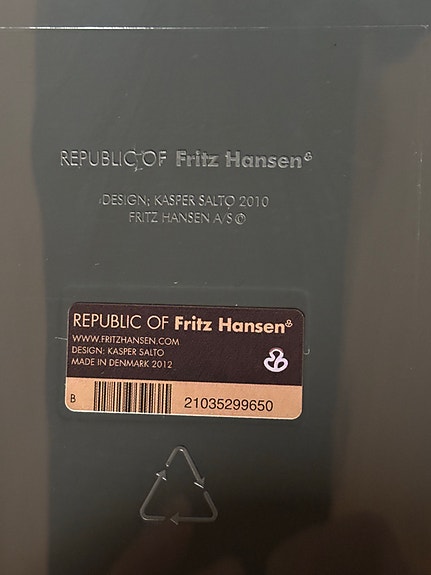 REPUBLIC OF Fritz Hansen®
DESIGN: KASPER SALTO 2010
FRITZ HANSEN A/S ©
REPUBLIC OF Fritz Hansen®
WWW.FRITZHANSEN.COM
DESIGN: KASPER SALTO
MADE IN DENMARK 2012
B
21035299650